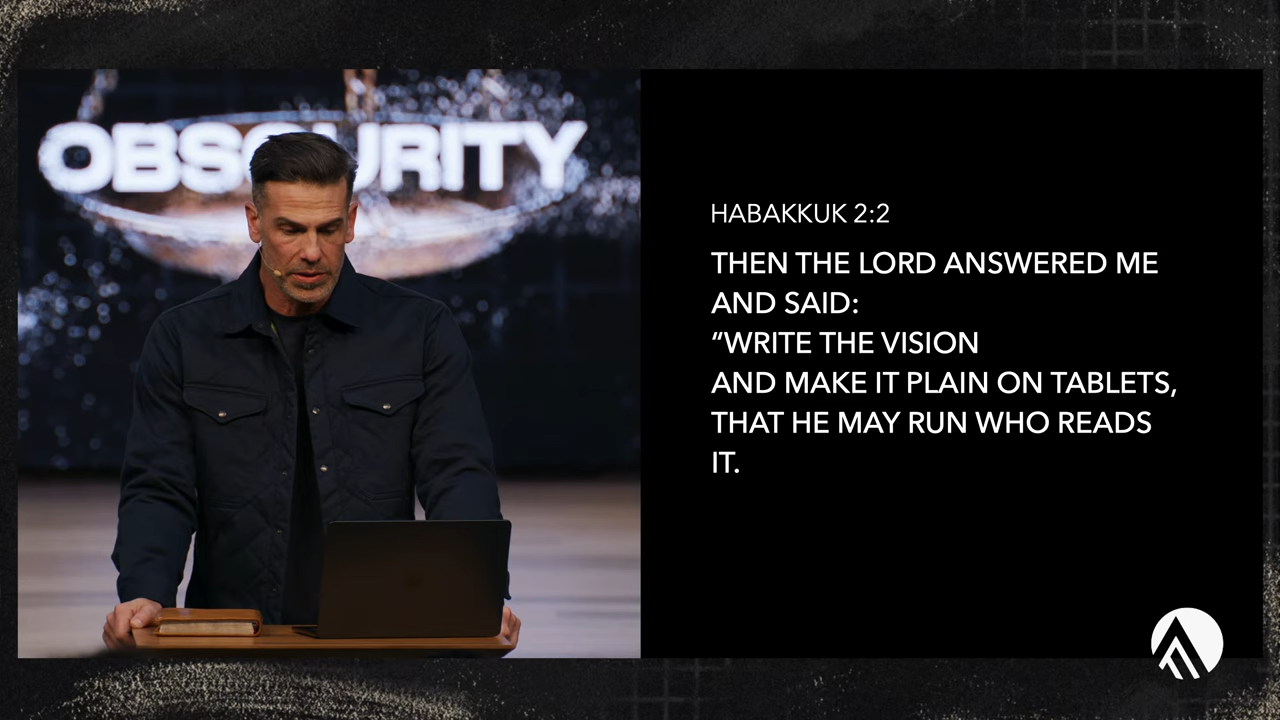 OBSCURITY
HABAKKUK 2:2
THEN THE LORD ANSWERED ME
AND SAID:
“WRITE THE VISION
AND MAKE IT PLAIN ON TABLETS,
THAT HE MAY RUN WHO READS
IT.